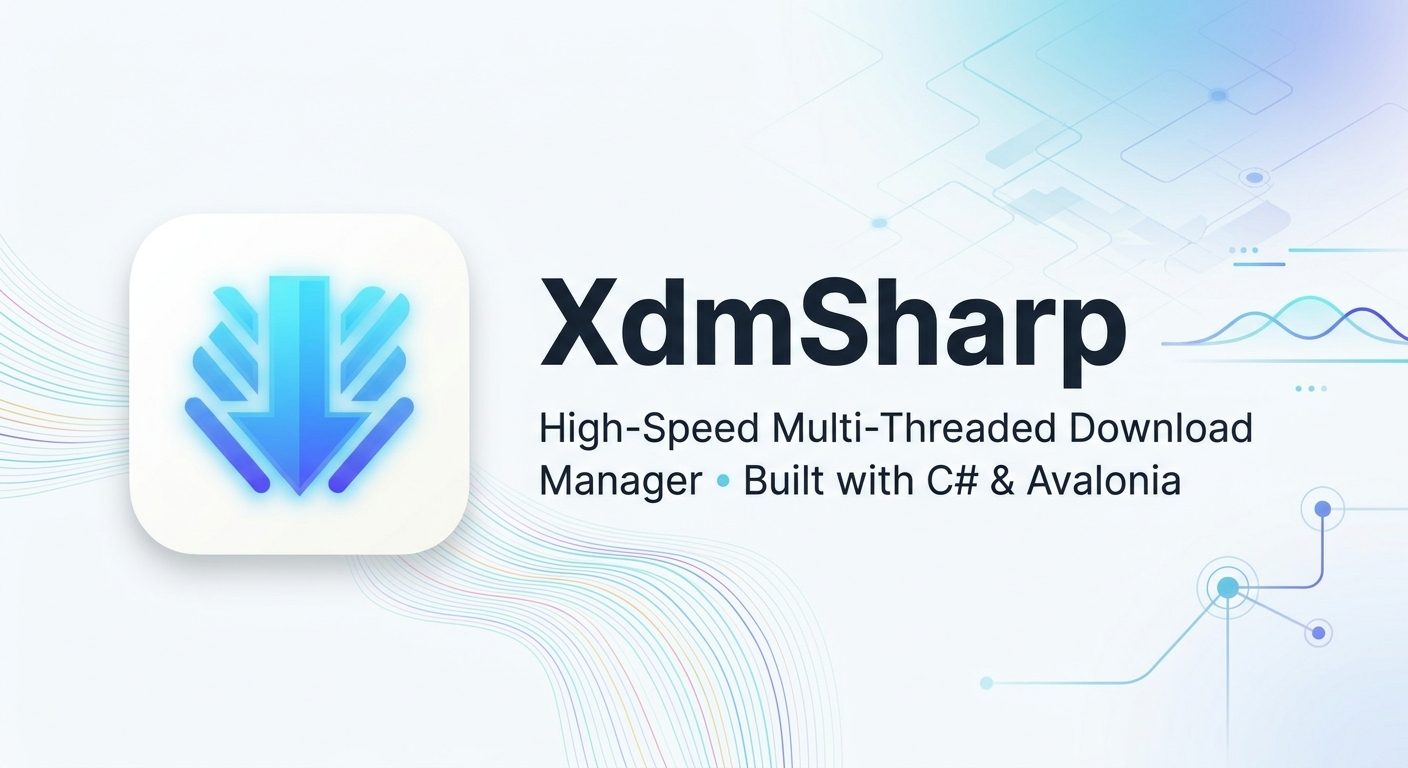 XdmSharp
High-Speed Multi-Threaded Download
Manager • Built with C# & Avalonia